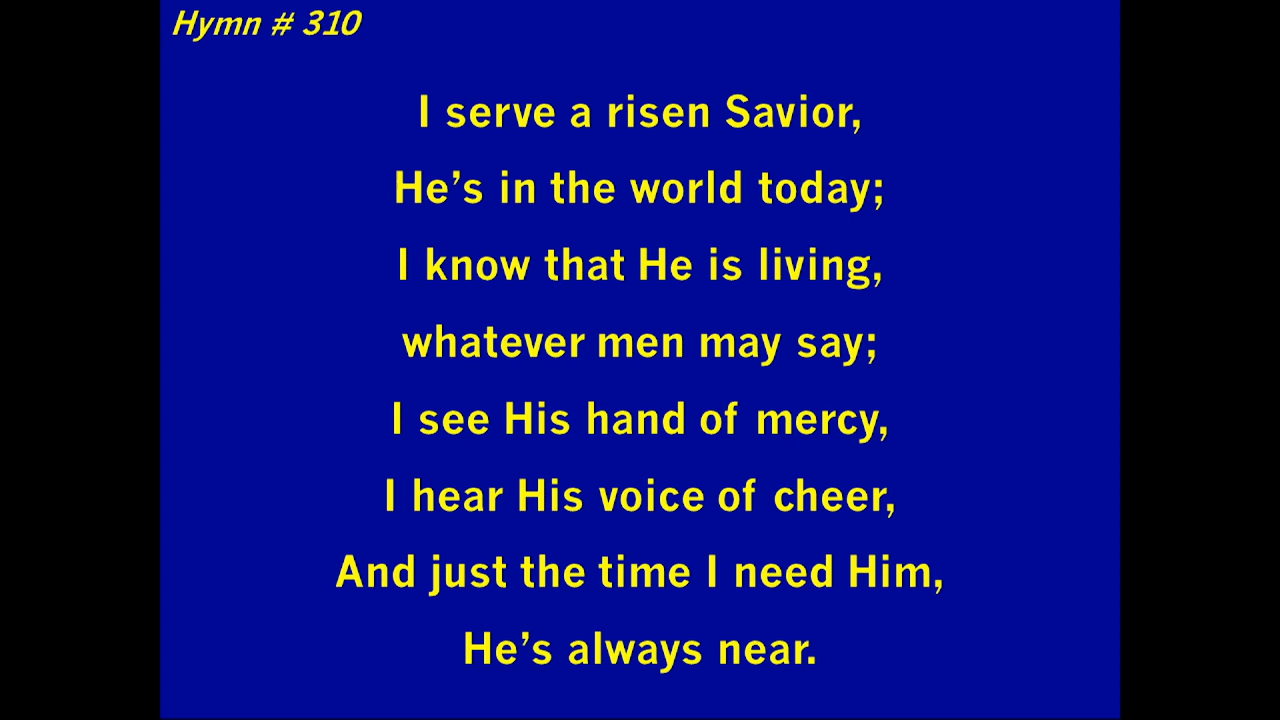 Hymn # 310
I serve a risen Savior,
He’s in the world today;
I know that He is living,
whatever men may say;
I see His hand of mercy,
I hear His voice of cheer,
And just the time I need Him,
He’s always near.